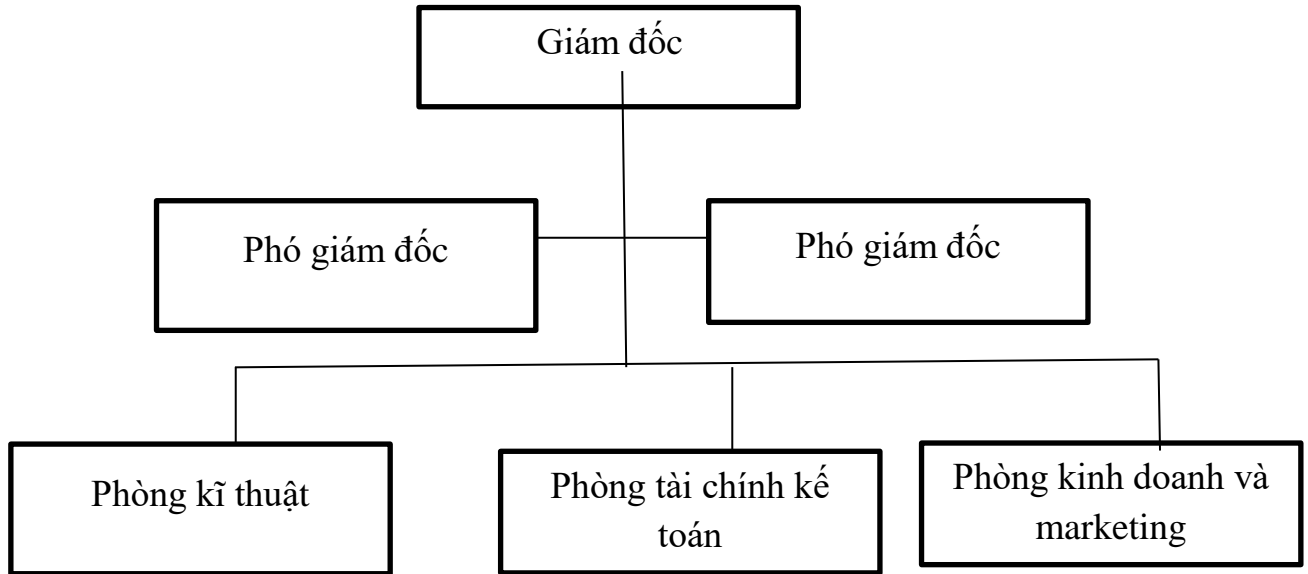 Giám đốc
Phó giám đốc
Phó giám đốc
Phòng kĩ thuật
Phòng tài chính kế
toán
Phòng kinh doanh và
marketing